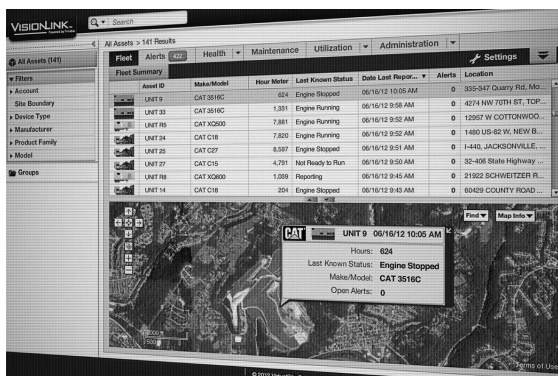 VISIONLINK
Search
All Assets (141)
Filters
Account
Site Boundary
Device Type
Manufacturer
Product Family
Model
Groups
All Assets > 141 Results
Fleet Alerts 422 Health Maintenance Utilization Administration
Settings
Fleet Summary
Asset ID Make/Model Hour Meter Last Known Status Date Last Repor... Alerts Location
UNIT 9 CAT 3516C 624 Engine Stopped 06/16/12 10:05 AM 0 335-347 Quarry Rd, Mo...
UNIT 33 CAT 3516C 1,331 Engine Running 06/16/12 9:58 AM 0 4274 NW 70TH ST, TOP...
UNIT R5 CAT XQ600 7,881 Engine Running 06/16/12 9:52 AM 0 12957 W COTTONWOO...
UNIT 24 CAT C18 7,820 Engine Running 06/16/12 9:52 AM 0 1480 US-82 W, NEW B...
UNIT 25 CAT C27 8,597 Engine Stopped 06/16/12 9:51 AM 0 I-440, JACKSONVILLE, ...
UNIT 27 CAT C15 4,791 Not Ready to Run 06/16/12 9:50 AM 0 32-406 State Highway ...
UNIT R8 CAT XQ600 1,039 Reporting 06/16/12 9:45 AM 0 21922 SCHWEITZER R...
UNIT 14 CAT C18 204 Engine Stopped 06/16/12 9:43 AM 0 60429 COUNTY ROAD ...
Find Map Info
CAT UNIT 9 06/16/12 10:05 AM
Hours: 624
Last Known Status: Engine Stopped
Make/Model: CAT 3516C
Open Alerts: 0
Terms of Use